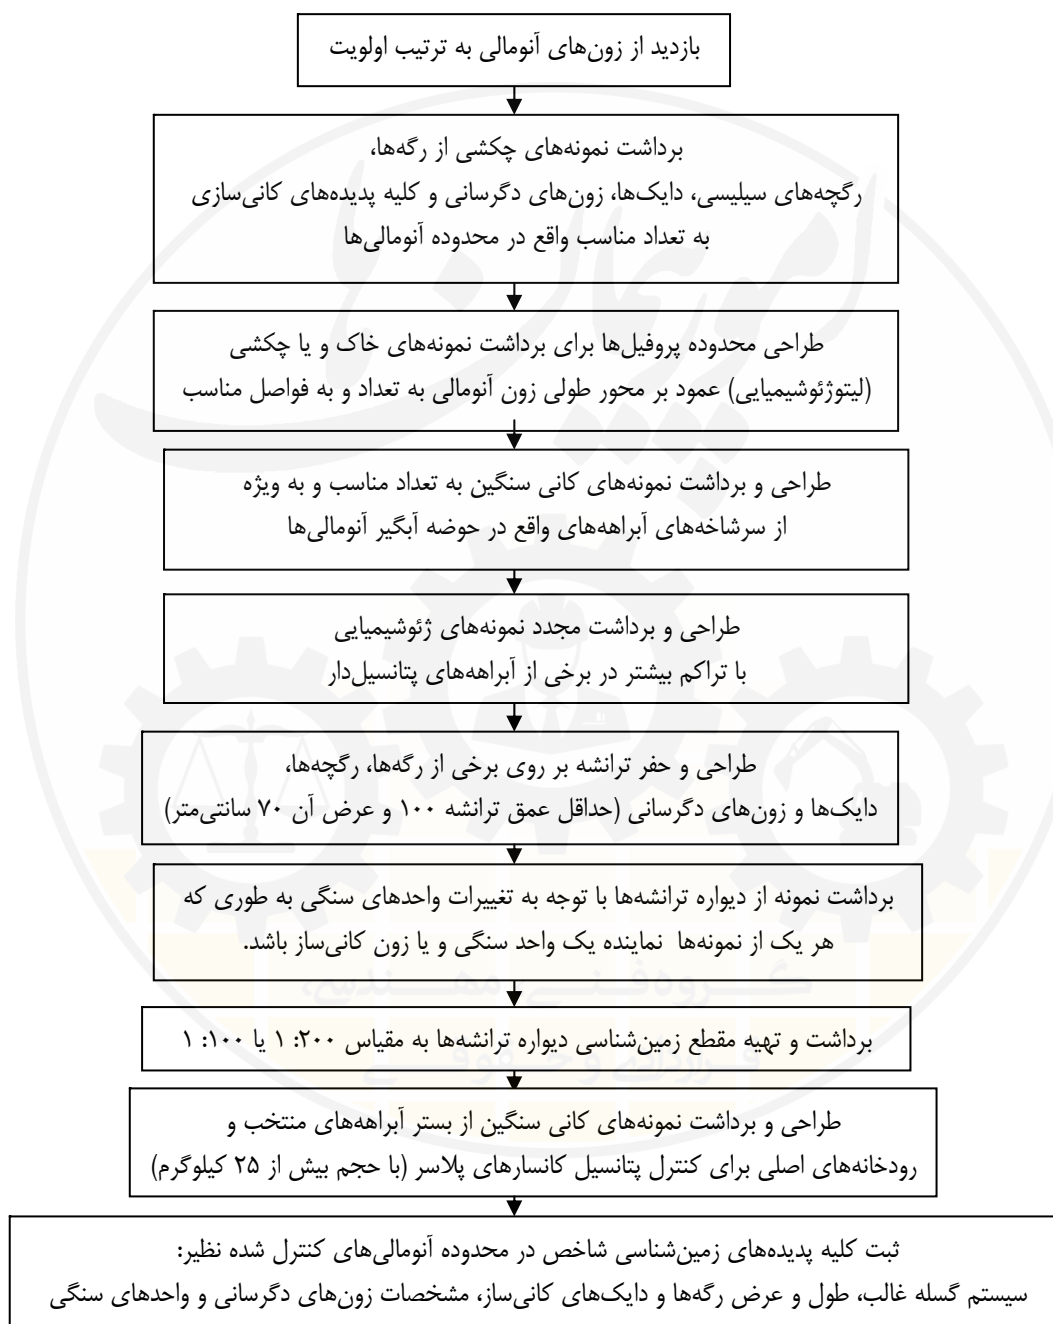 بازدید از زون‌های آنومالی به ترتیب اولویت
برداشت نمونه‌های چکشی از رگه‌ها،
رگچه‌های سیلیسی، دایک‌ها، زون‌های دگرسانی و کلیه پدیده‌های کانی‌سازی
به تعداد مناسب واقع در محدوده آنومالی‌ها
طراحی محدوده پروفیل‌ها برای برداشت نمونه‌های خاک و یا چکشی
(لیتوژئوشیمیایی) عمود بر محور طولی زون آنومالی به تعداد و به فواصل مناسب
طراحی و برداشت نمونه‌های کانی سنگین به تعداد مناسب و به ویژه
از سرشاخه‌های آبراهه‌های واقع در حوضه آبگیر آنومالی‌ها
طراحی و برداشت مجدد نمونه‌های ژئوشیمیایی
با تراکم بیشتر در برخی از آبراهه‌های پتانسیل‌دار
طراحی و حفر ترانشه بر روی برخی از رگه‌ها، رگچه‌ها،
دایک‌ها و زون‌های دگرسانی (حداقل عمق ترانشه ۱۰۰ و عرض آن ۷۰ سانتی‌متر)
برداشت نمونه از دیواره ترانشه‌ها با توجه به تغییرات واحدهای سنگی به طوری که
هر یک از نمونه‌ها نماینده یک واحد سنگی و یا زون کانی‌ساز باشد.
برداشت و تهیه مقطع زمین‌شناسی دیواره ترانشه‌ها به مقیاس ۲۰۰: ۱ یا ۱۰۰: ۱
طراحی و برداشت نمونه‌های کانی سنگین از بستر آبراهه‌های منتخب و
رودخانه‌های اصلی برای کنترل پتانسیل کانسارهای پلاسر (با حجم بیش از ۲۵ کیلوگرم)
ثبت کلیه پدیده‌های زمین‌شناسی شاخص در محدوده آنومالی‌های کنترل شده نظیر:
سیستم گسله غالب، طول و عرض رگه‌ها و دایک‌های کانی‌ساز، مشخصات زون‌های دگرسانی و واحدهای سنگی